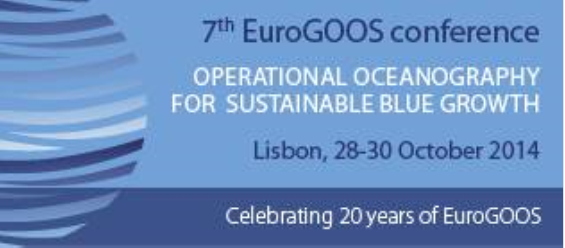 7th EuroGOOS conference
OPERATIONAL OCEANOGRAPHY
FOR SUSTAINABLE BLUE GROWTH
Lisbon, 28-30 October 2014
Celebrating 20 years of EuroGOOS